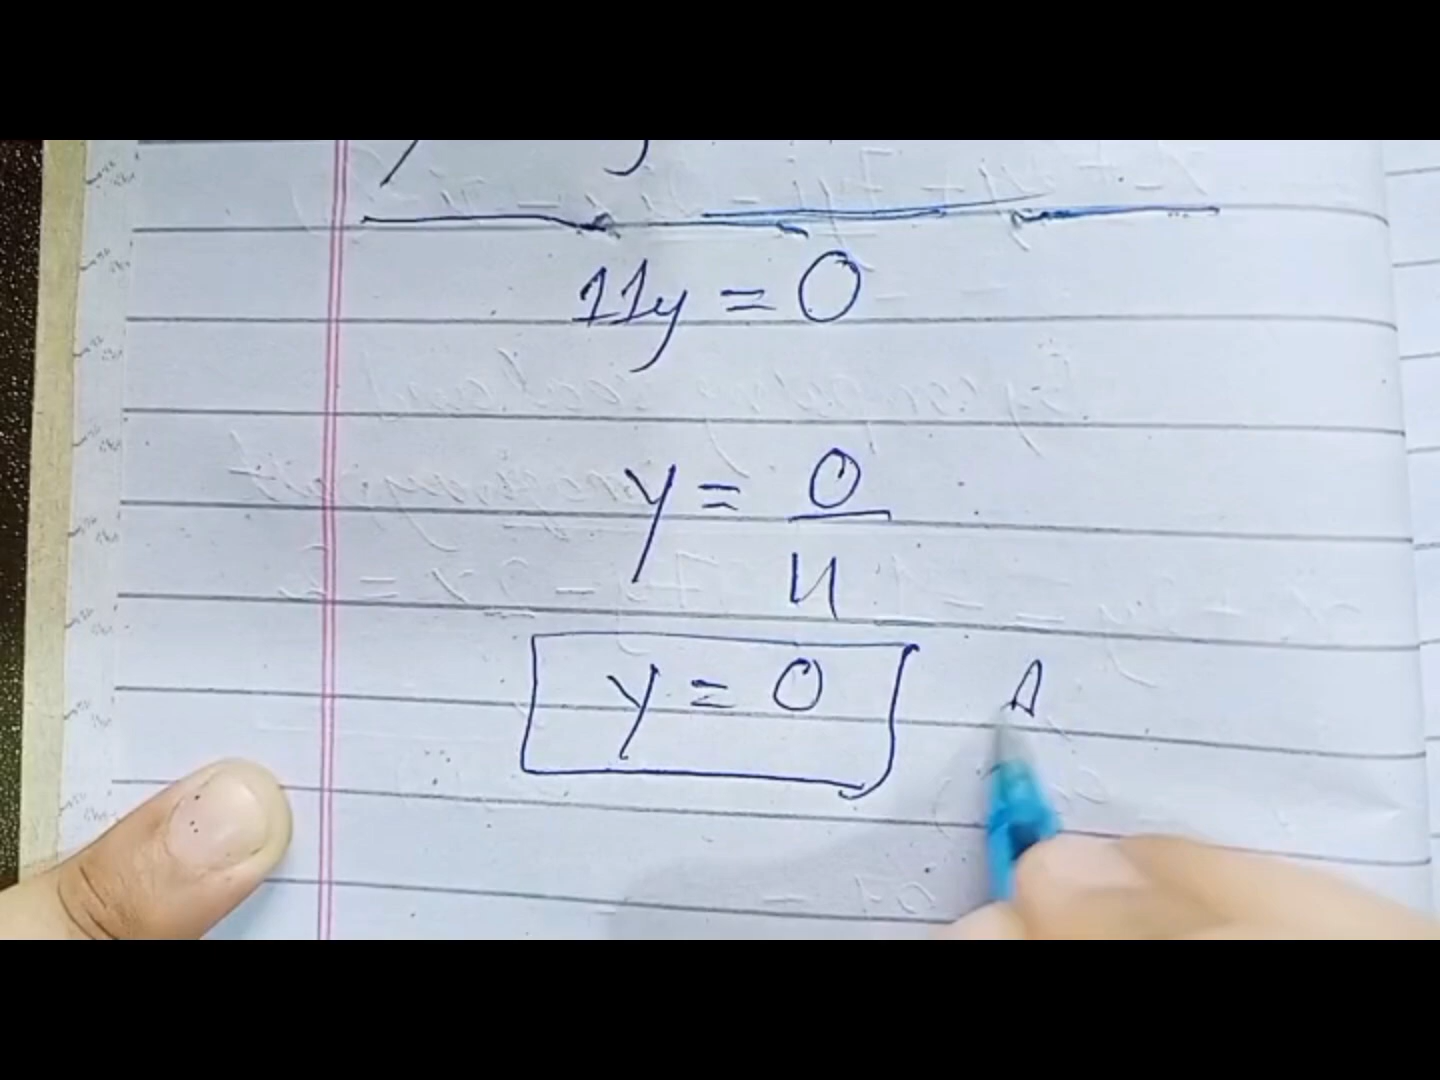 11y = 0
y = 0/11
y = 0 A